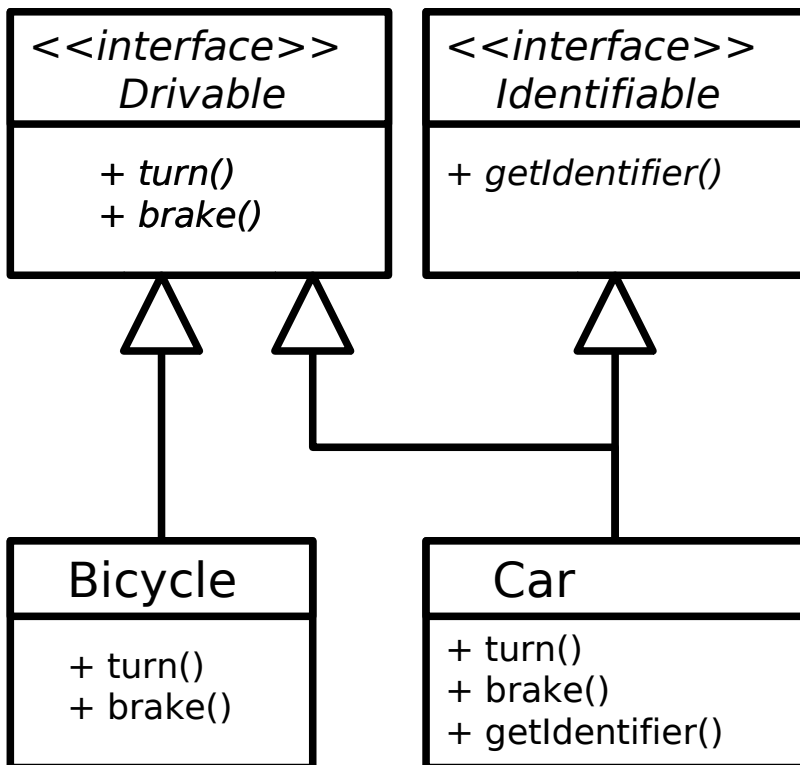 <<interface>>
Drivable
+ turn()
+ brake()
<<interface>>
Identifiable
+ getIdentifier()
Bicycle
+ turn()
+ brake()
Car
+ turn()
+ brake()
+ getIdentifier()